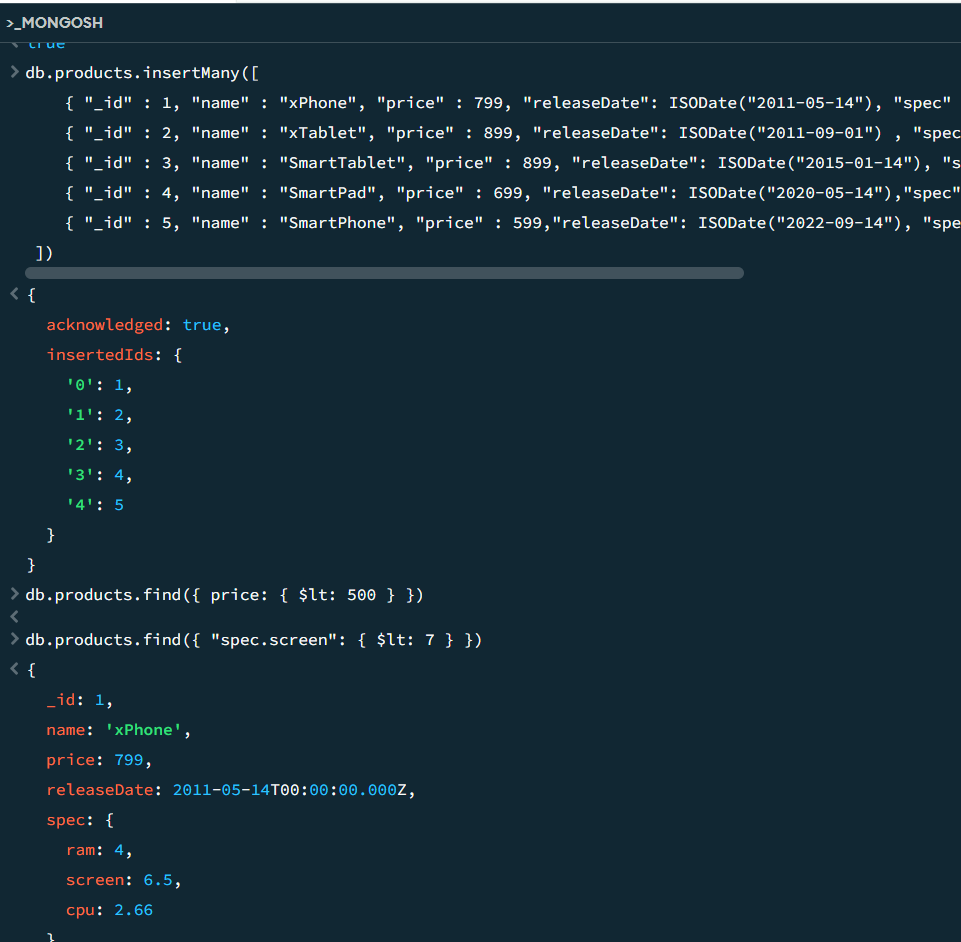 >_MONGOSH
true
> db.products.insertMany([
{ "_id" : 1, "name" : "xPhone", "price" : 799, "releaseDate": ISODate("2011-05-14"), "spec"
{ "_id" : 2, "name" : "xTablet", "price" : 899, "releaseDate": ISODate("2011-09-01") , "spec
{ "_id" : 3, "name" : "SmartTablet", "price" : 899, "releaseDate": ISODate("2015-01-14"), "s
{ "_id" : 4, "name" : "SmartPad", "price" : 699, "releaseDate": ISODate("2020-05-14"),"spec"
{ "_id" : 5, "name" : "SmartPhone", "price" : 599,"releaseDate": ISODate("2022-09-14"), "spe
])
< {
acknowledged: true,
insertedIds: {
'0': 1,
'1': 2,
'2': 3,
'3': 4,
'4': 5
}
}
> db.products.find({ price: { $lt: 500 } })
<
> db.products.find({ "spec.screen": { $lt: 7 } })
< {
_id: 1,
name: 'xPhone',
price: 799,
releaseDate: 2011-05-14T00:00:00.000Z,
spec: {
ram: 4,
screen: 6.5,
cpu: 2.66
}